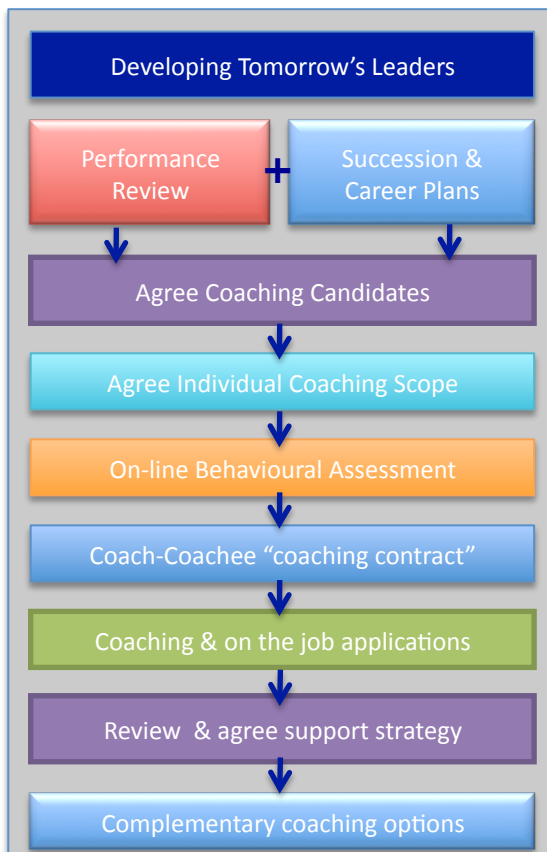 Developing Tomorrow’s Leaders
Performance
Review
+
Succession &
Career Plans
Agree Coaching Candidates
Agree Individual Coaching Scope
On-line Behavioural Assessment
Coach-Coachee “coaching contract”
Coaching & on the job applications
Review & agree support strategy
Complementary coaching options